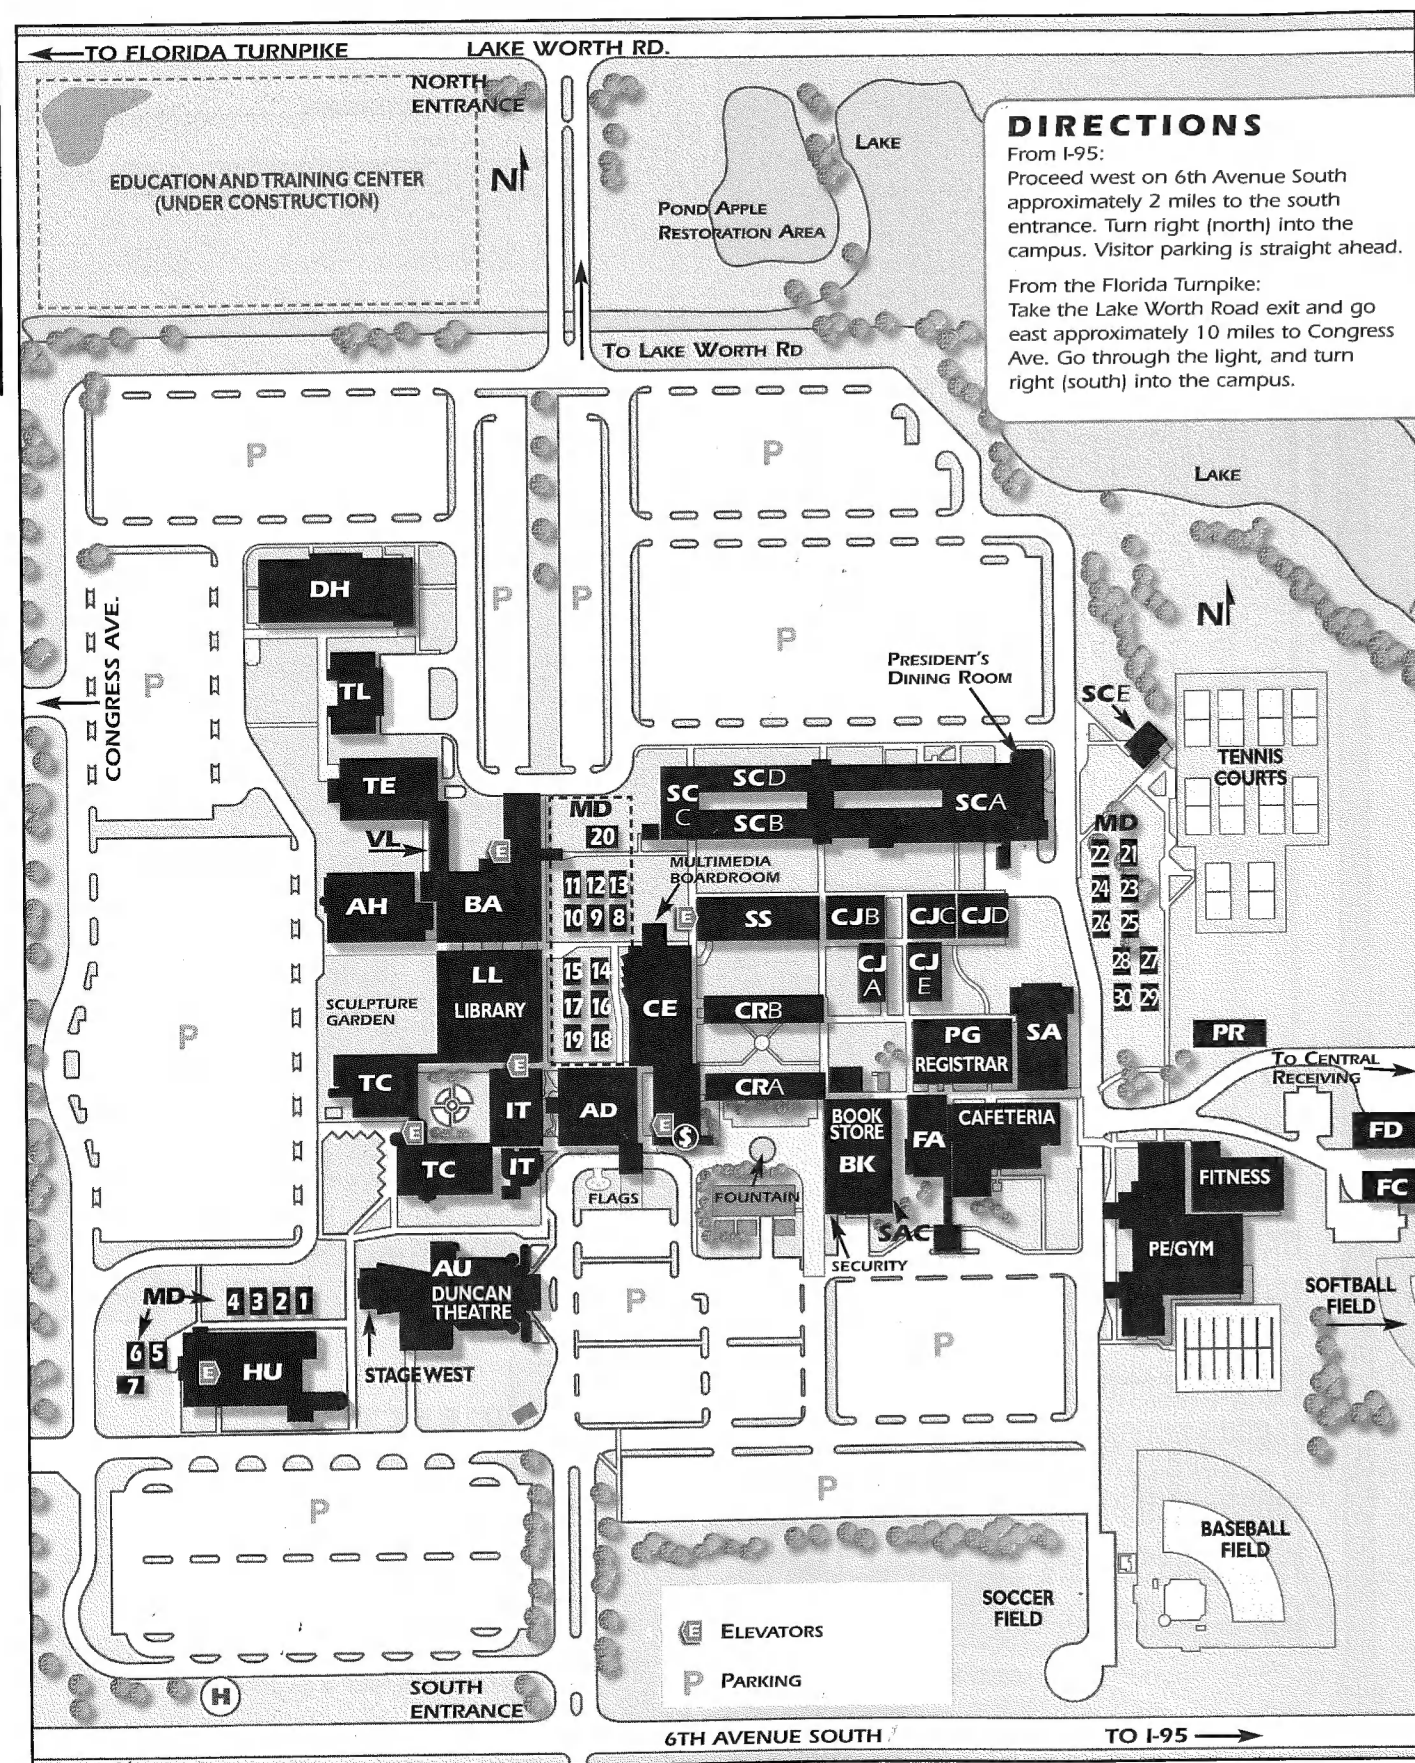 TO FLORIDA TURNPIKE
LAKE WORTH RD.
NORTH
ENTRANCE
EDUCATION AND TRAINING CENTER
(UNDER CONSTRUCTION)
N
POND APPLE
RESTORATION AREA
LAKE
DIRECTIONS
From I-95:
Proceed west on 6th Avenue South
approximately 2 miles to the south
entrance. Turn right (north) into the
campus. Visitor parking is straight ahead.
From the Florida Turnpike:
Take the Lake Worth Road exit and go
east approximately 10 miles to Congress
Ave. Go through the light, and turn
right (south) into the campus.
TO LAKE WORTH RD
P
P
LAKE
DH
P
P
P
N
CONGRESS AVE.
P
TL
PRESIDENT'S
DINING ROOM
SCE
TENNIS
COURTS
TE
VL
E
MD
20
SC
C
SCD
SCB
SCA
MULTIMEDIA
BOARDROOM
MD
22 21
24 23
26 25
28 27
30 29
AH
BA
11 12 13
10 9 8
E
SS
CJB
CJC
CJD
CJ
A
CJ
E
SCULPTURE
GARDEN
LL
LIBRARY
15 14
17 16
19 18
CE
CRB
PG
REGISTRAR
SA
PR
TO CENTRAL
RECEIVING
P
TC
E
IT
AD
CRA
E
$
BOOK
STORE
BK
FA
CAFETERIA
FD
E
TC
IT
FLAGS
FOUNTAIN
SAC
SECURITY
FITNESS
FC
PE/GYM
AU
DUNCAN
THEATRE
SOFTBALL
FIELD
MD
4 3 2 1
6 5
7
E
HU
STAGE WEST
P
P
P
P
BASEBALL
FIELD
SOCCER
FIELD
E ELEVATORS
P PARKING
H
SOUTH
ENTRANCE
6TH AVENUE SOUTH
TO I-95